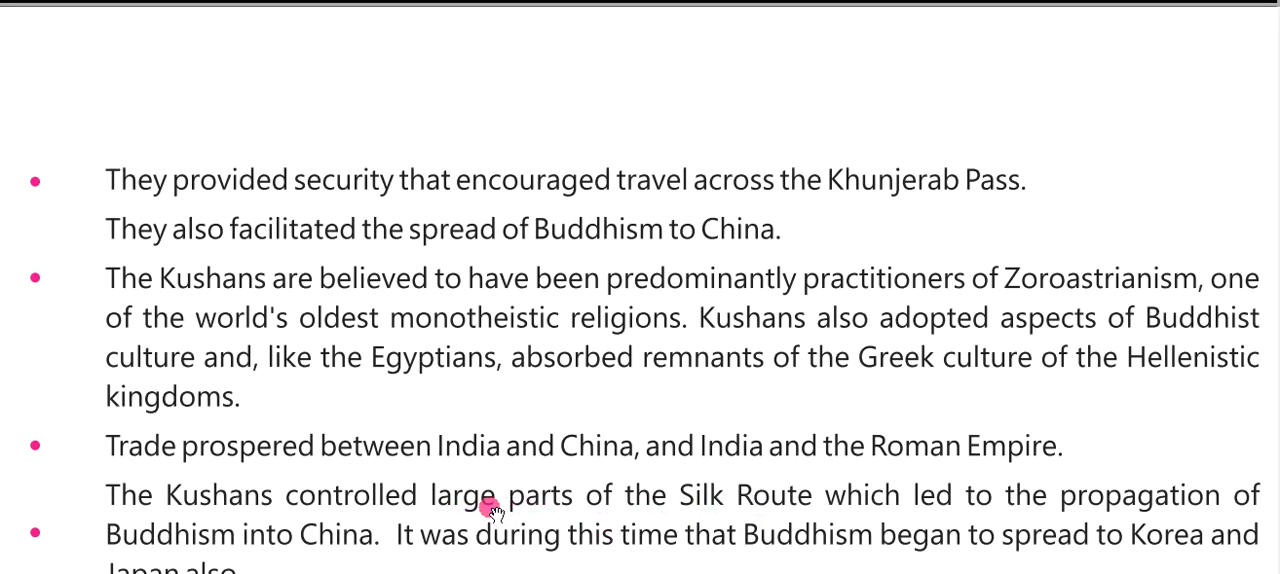 They provided security that encouraged travel across the Khunjerab Pass.
They also facilitated the spread of Buddhism to China.
The Kushans are believed to have been predominantly practitioners of Zoroastrianism, one
of the world's oldest monotheistic religions. Kushans also adopted aspects of Buddhist
culture and, like the Egyptians, absorbed remnants of the Greek culture of the Hellenistic
kingdoms.
Trade prospered between India and China, and India and the Roman Empire.
The Kushans controlled large parts of the Silk Route which led to the propagation of
Buddhism into China. It was during this time that Buddhism began to spread to Korea and
Japan also.